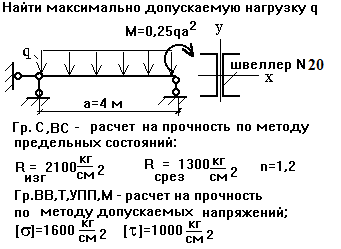 Найти максимально допускаемую нагрузку q
M=0,25qa²
y
q
швеллер N20
x
a=4 м
Гр. С,ВС - расчет на прочность по методу
предельных состояний:
R изг = 2100 кг/см2 R срез = 1300 кг/см2 n=1,2
Гр.ВВ,Т,УПП,М - расчет на прочность
по методу допускаемых напряжений;
[σ]=1600 кг/см2 [τ]=1000 кг/см2